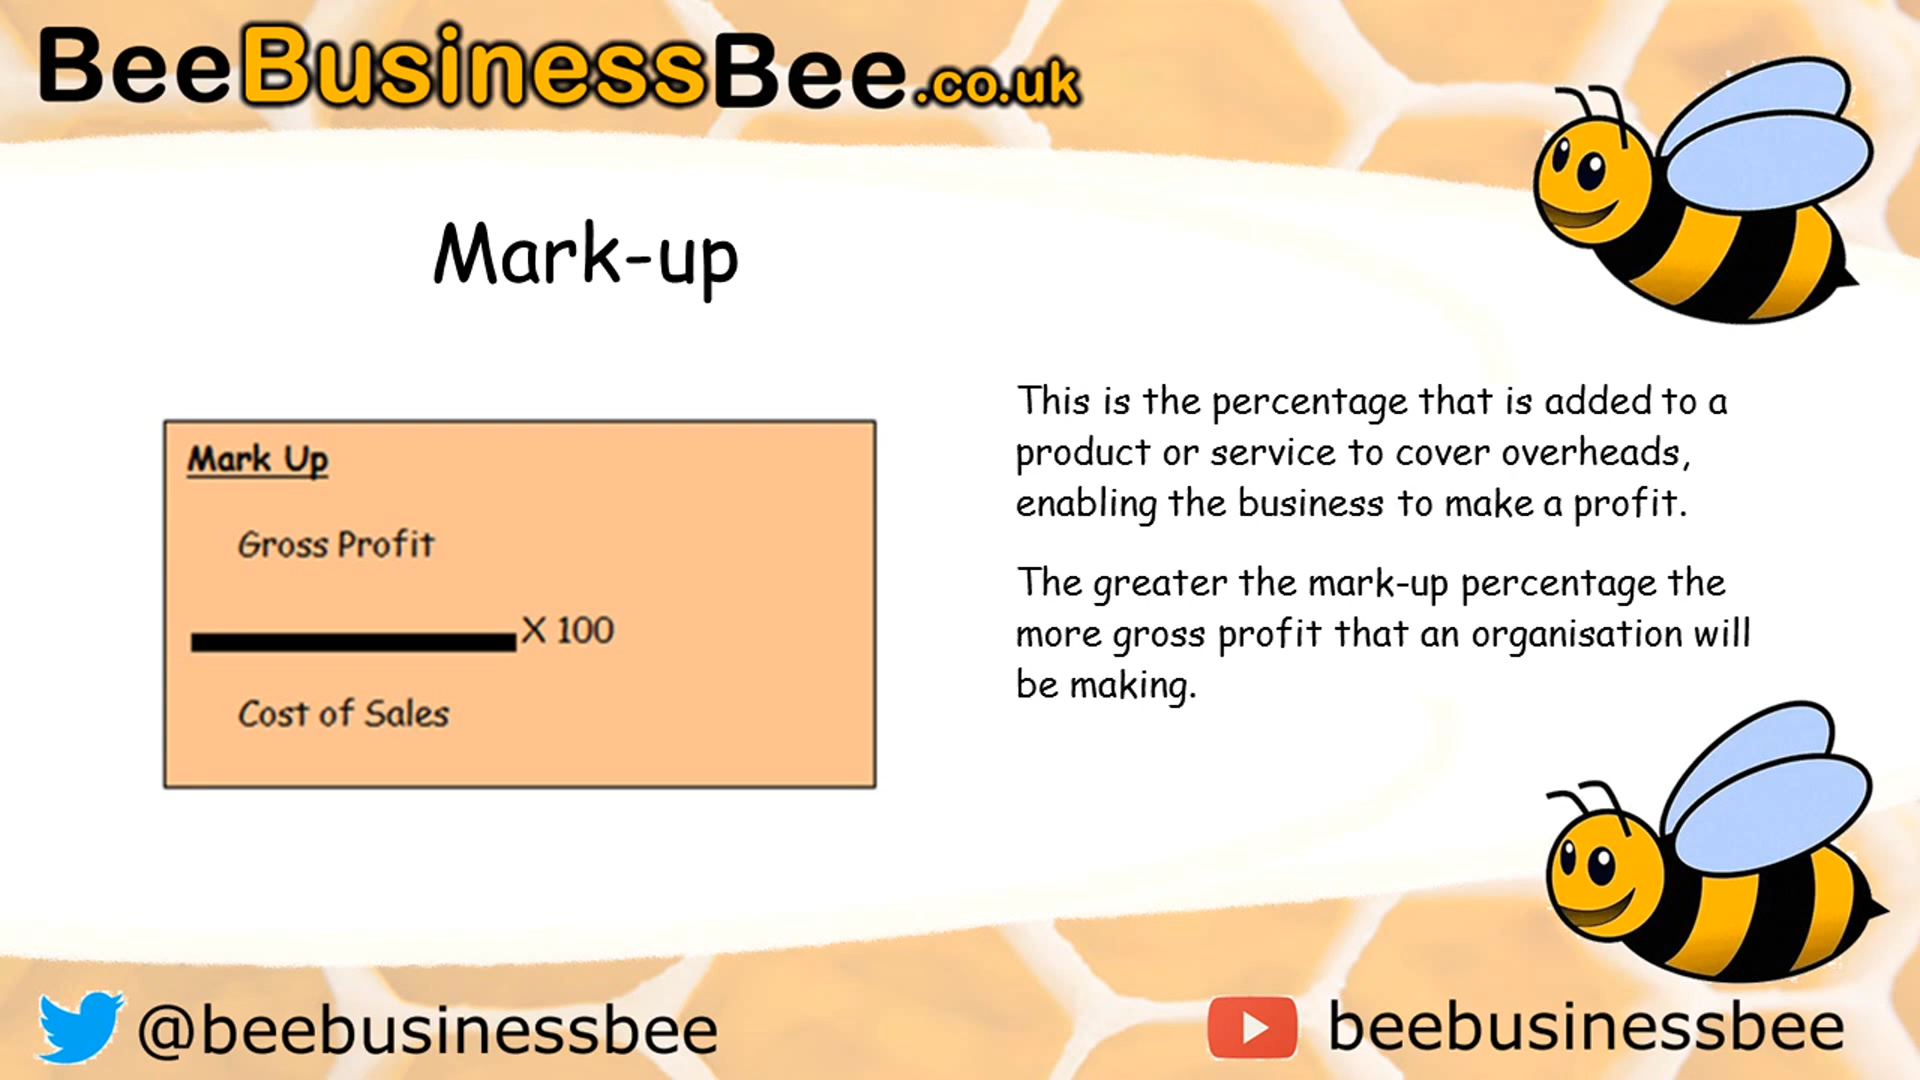 BeeBusinessBee.co.uk
Mark-up
Mark Up
Gross Profit
X 100
Cost of Sales
This is the percentage that is added to a
product or service to cover overheads,
enabling the business to make a profit.
The greater the mark-up percentage the
more gross profit that an organisation will
be making.
@beebusinessbee
beebusinessbee